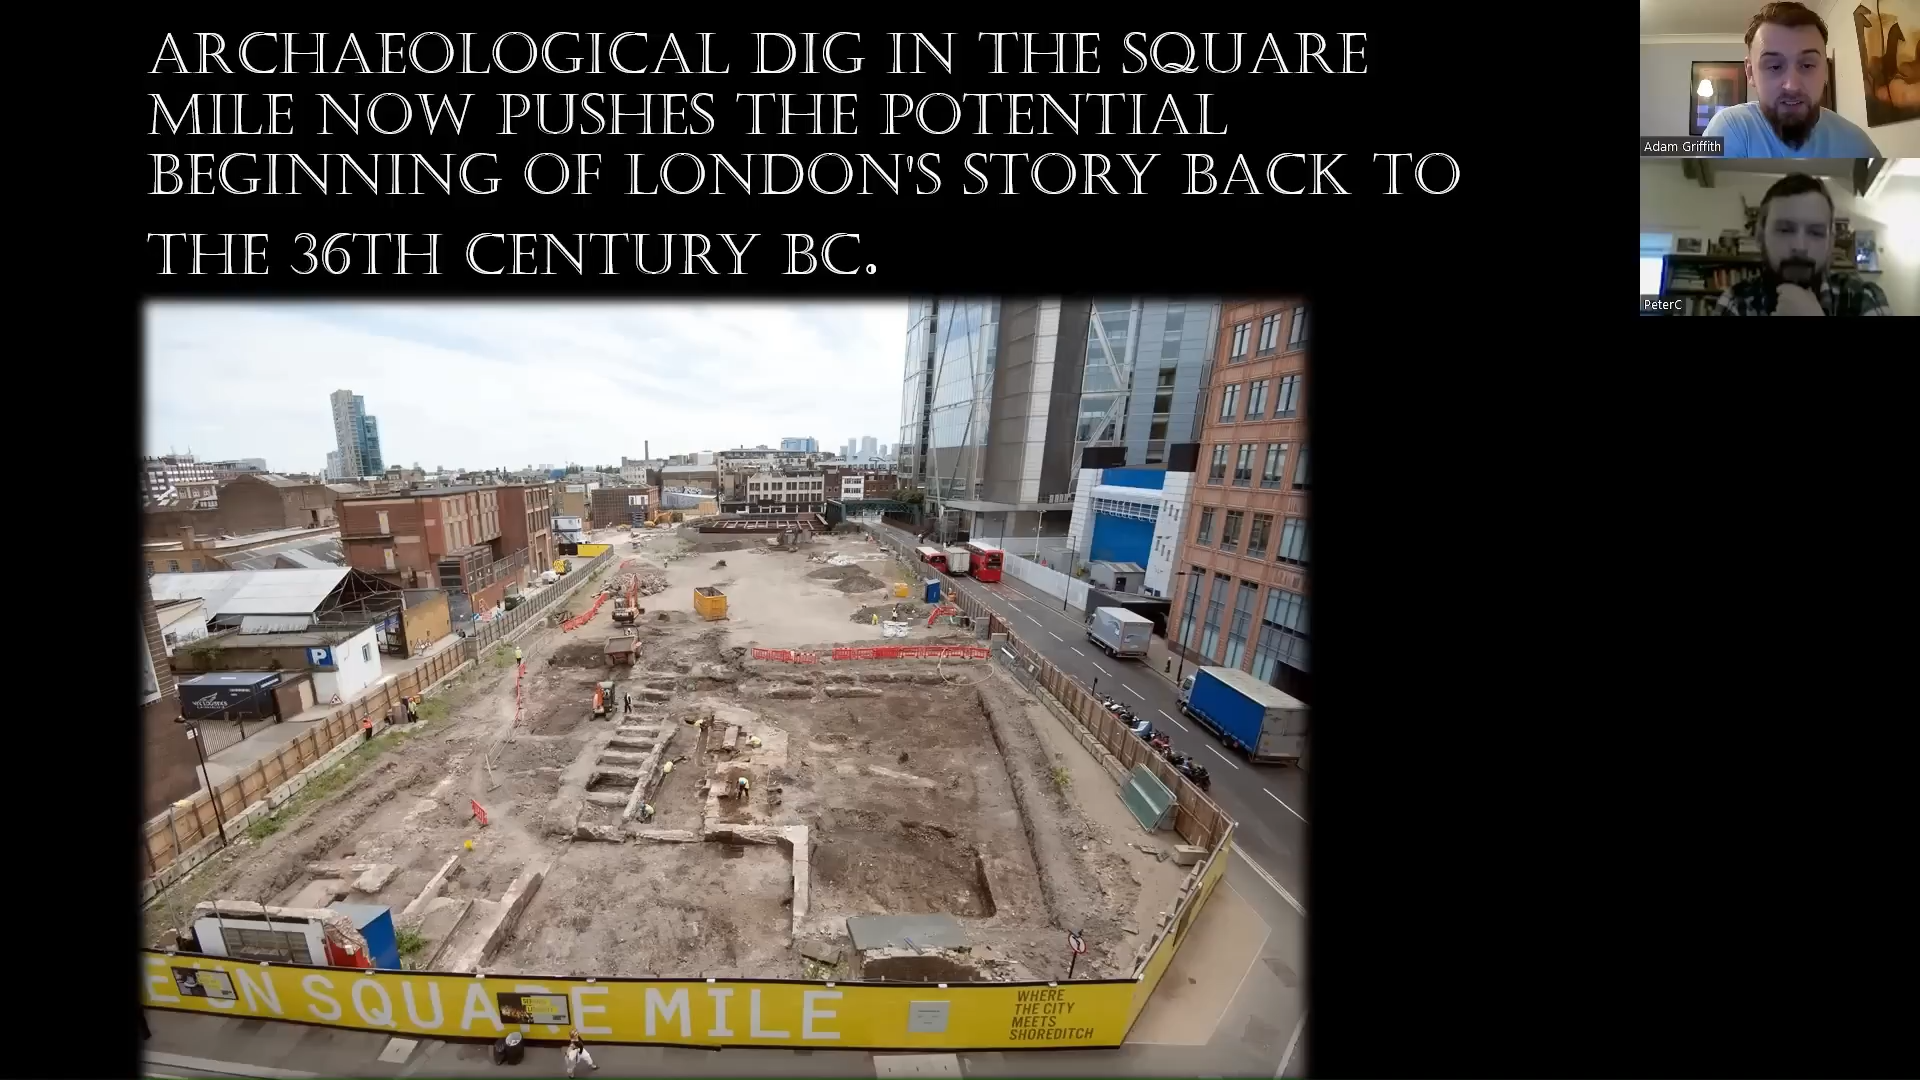 ARCHAEOLOGICAL DIG IN THE SQUARE
MILE NOW PUSHES THE POTENTIAL
BEGINNING OF LONDON'S STORY BACK TO
THE 36TH CENTURY BC.
Adam Griffith
PeterC
P
SQUARE MILE
WHERE
THE CITY
MEETS
SHOREDITCH